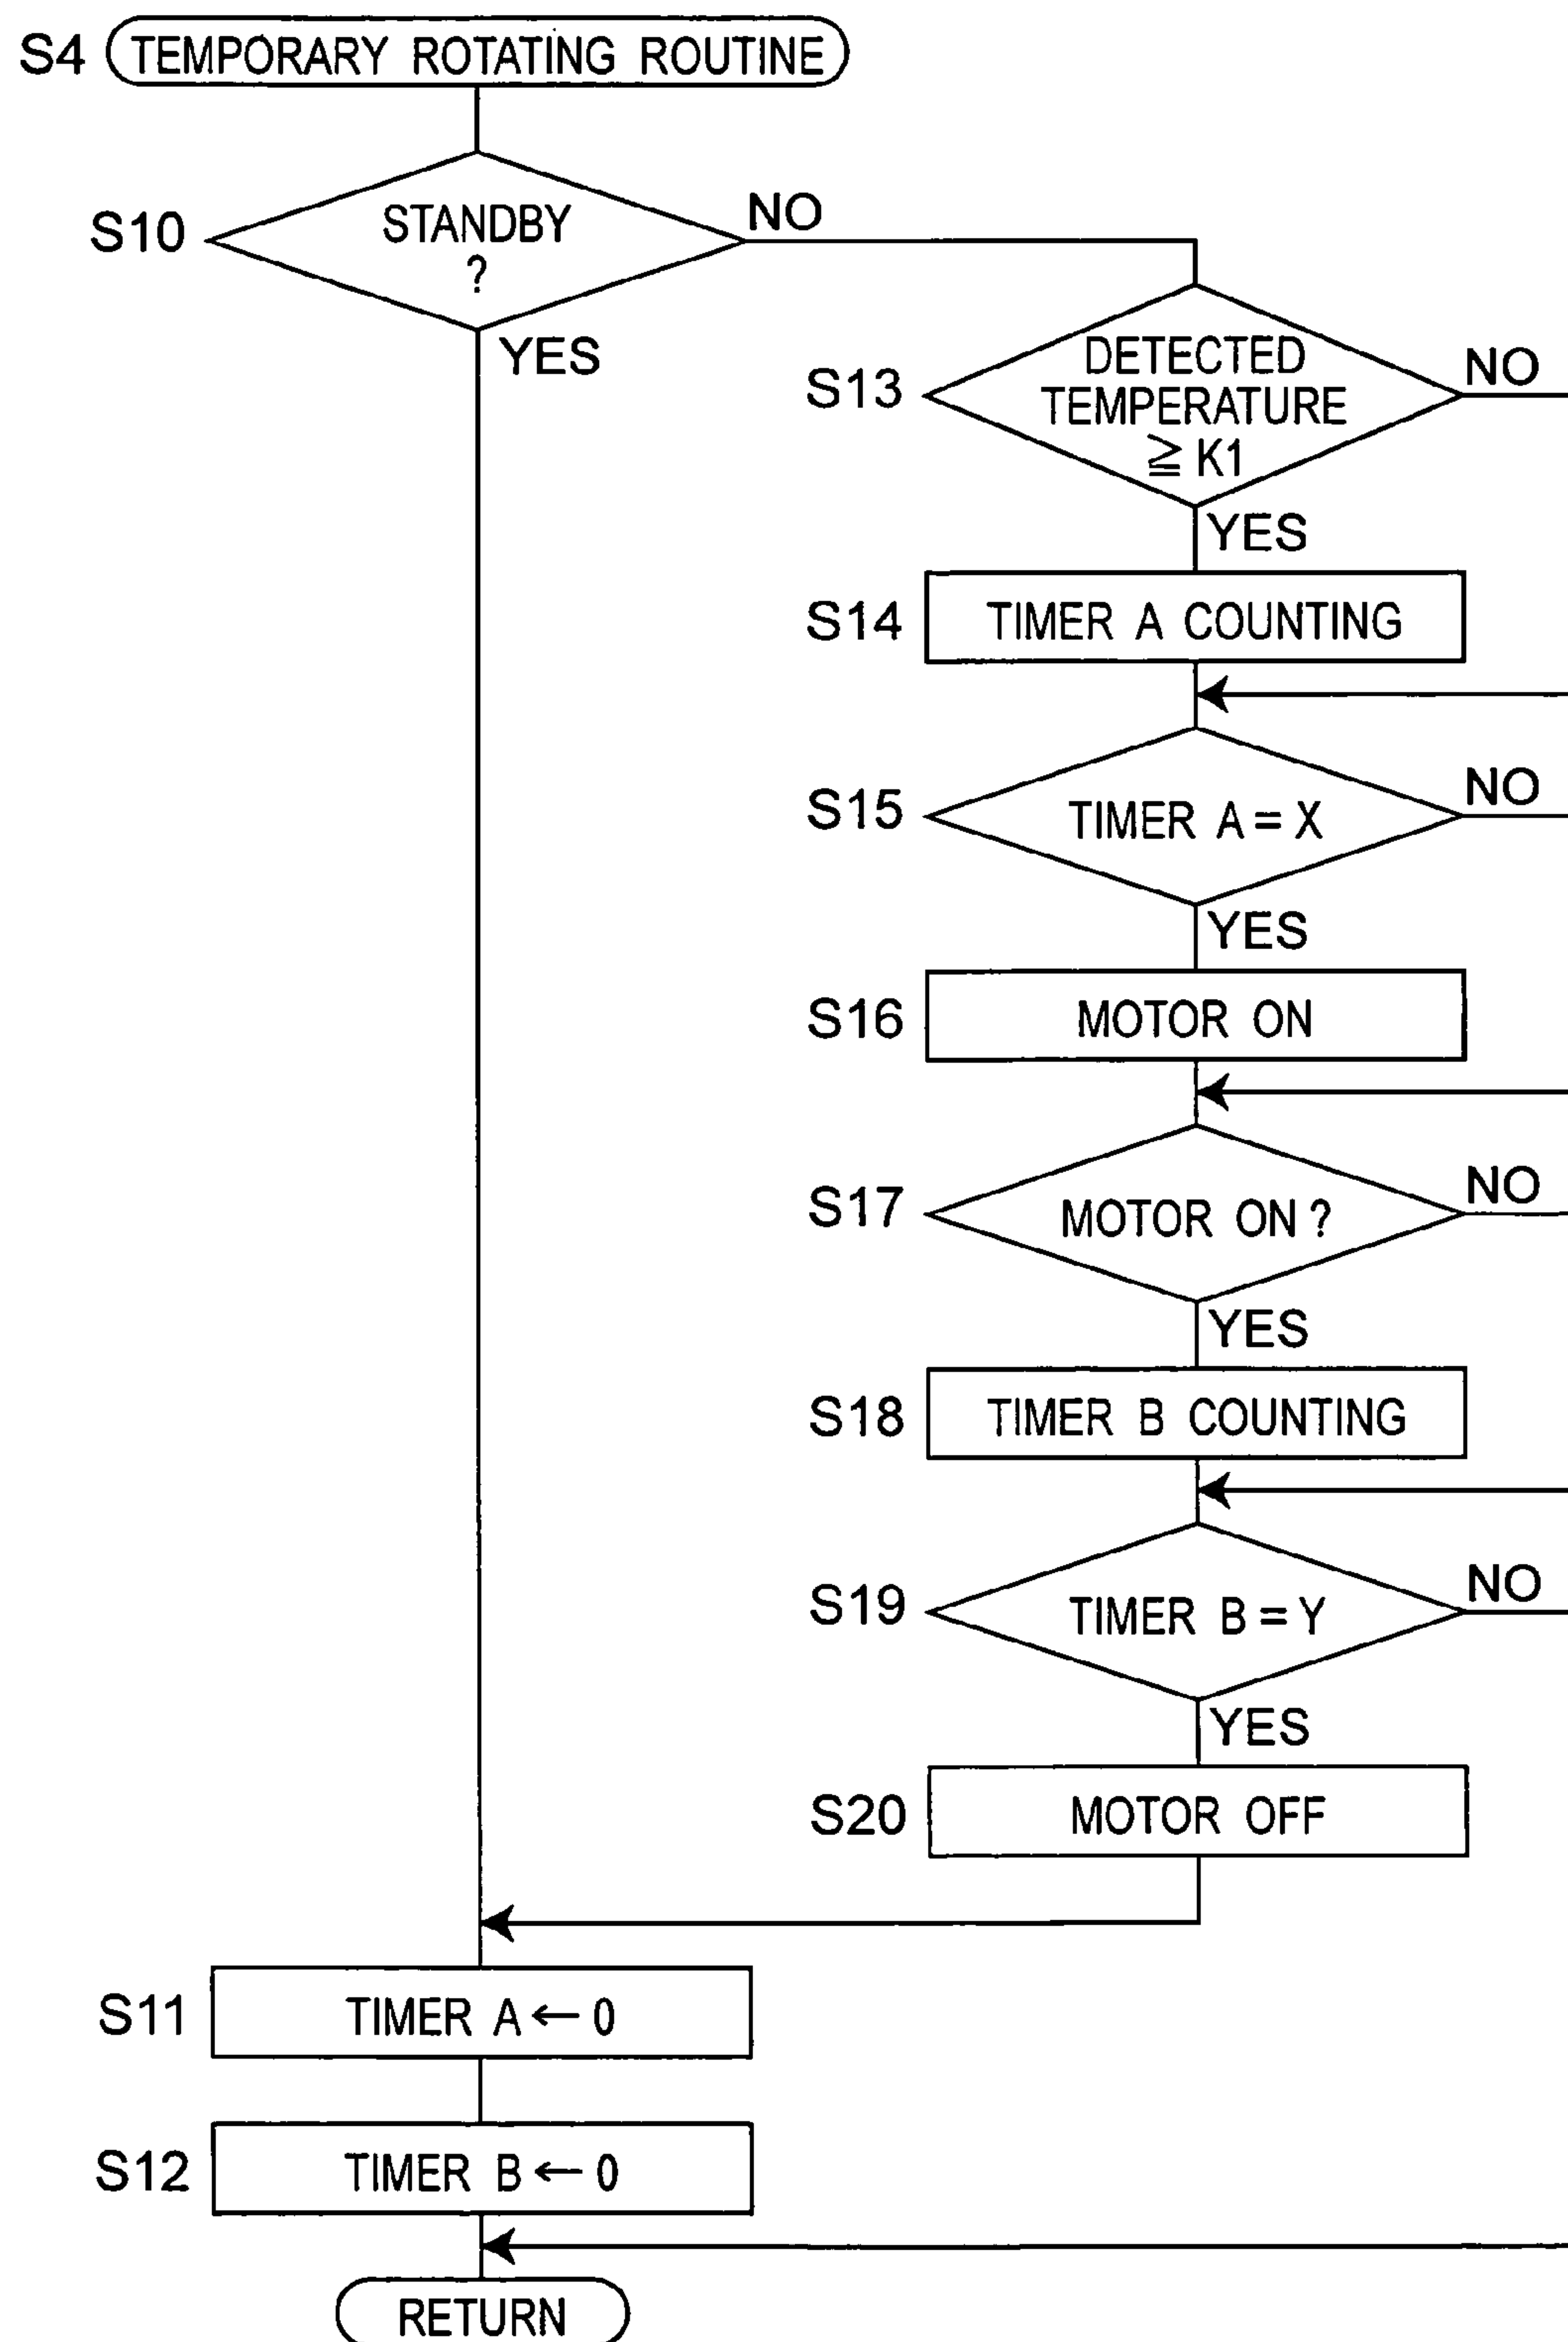 S4 TEMPORARY ROTATING ROUTINE
S10 STANDBY
?
NO
YES
S13 DETECTED
TEMPERATURE
≧ K1
NO
YES
S14 TIMER A COUNTING
S15 TIMER A = X
NO
YES
S16 MOTOR ON
S17 MOTOR ON ?
NO
YES
S18 TIMER B COUNTING
S19 TIMER B = Y
NO
YES
S20 MOTOR OFF
S11 TIMER A ← 0
S12 TIMER B ← 0
RETURN